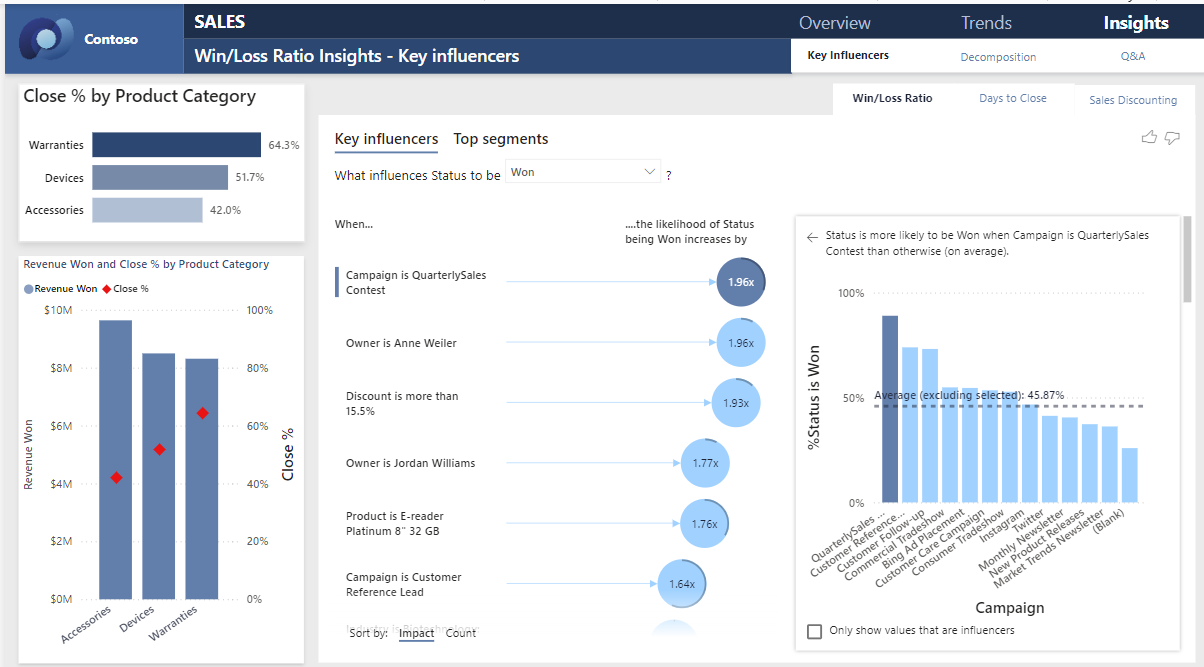 Contoso
SALES
Overview
Trends
Insights
Win/Loss Ratio Insights - Key influencers
Key Influencers
Decomposition
Q&A
Close % by Product Category
Warranties
64.3%
Devices
51.7%
Accessories
42.0%
Revenue Won and Close % by Product Category
Revenue Won
Close %
$10M
$8M
$6M
$4M
$2M
$0M
100%
80%
60%
40%
20%
0%
Revenue Won
Close %
Accessories
Devices
Warranties
Win/Loss Ratio
Days to Close
Sales Discounting
Key influencers
Top segments
What influences Status to be
Won
?
When...
....the likelihood of Status
being Won increases by
Campaign is QuarterlySales
Contest
1.96x
Owner is Anne Weiler
1.96x
Discount is more than
15.5%
1.93x
Owner is Jordan Williams
1.77x
Product is E-reader
Platinum 8" 32 GB
1.76x
Campaign is Customer
Reference Lead
1.64x
Industry is Biotechnology:
Sort by:
Impact
Count
Status is more likely to be Won when Campaign is QuarterlySales
Contest than otherwise (on average).
100%
50%
0%
%Status is Won
Average (excluding selected): 45.87%
QuarterlySales ...
Customer Reference...
Customer Follow-up
Commercial Tradeshow
Bing Ad Placement
Customer Care Campaign
Consumer Tradeshow
Instagram
Twitter
Monthly Newsletter
New Product Releases
Market Trends Newsletter
(Blank)
Campaign
Only show values that are influencers